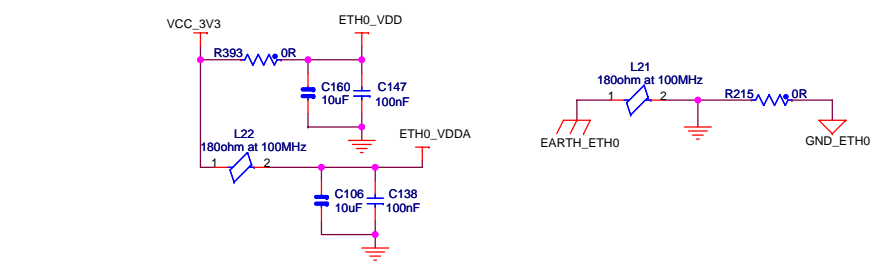 VCC_3V3
ETH0_VDD
R393 0R
C160 C147
10uF 100nF
L22
180ohm at 100MHz
1 2
ETH0_VDDA
C106 C138
10uF 100nF
L21
180ohm at 100MHz
1 2
R215 0R
EARTH_ETH0
GND_ETH0